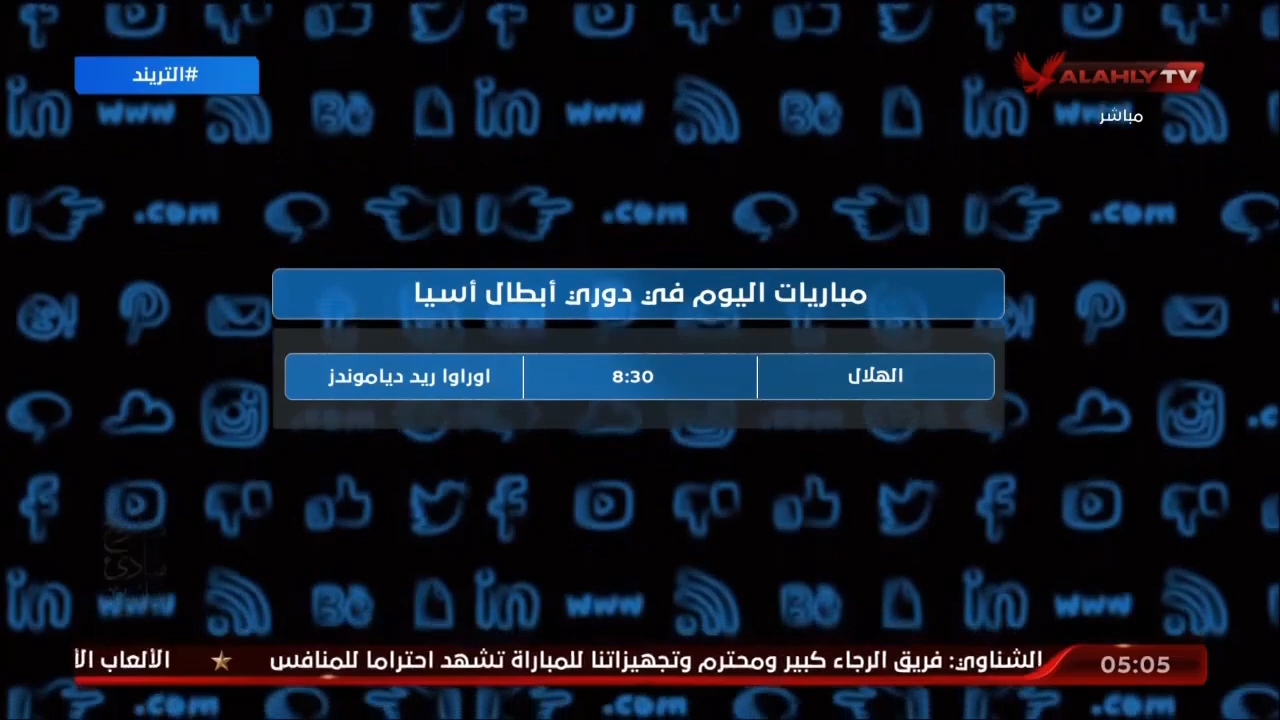 #التريند
ALAHLY TV
مباشر
مباريات اليوم في دوري أبطال أسيا
الهلال 8:30 اوراوا ريد دياموندز
05:05 الشناوي: فريق الرجاء كبير ومحترم وتجهيزاتنا للمباراة تشهد احتراما للمنافس ★ الألعاب الأ